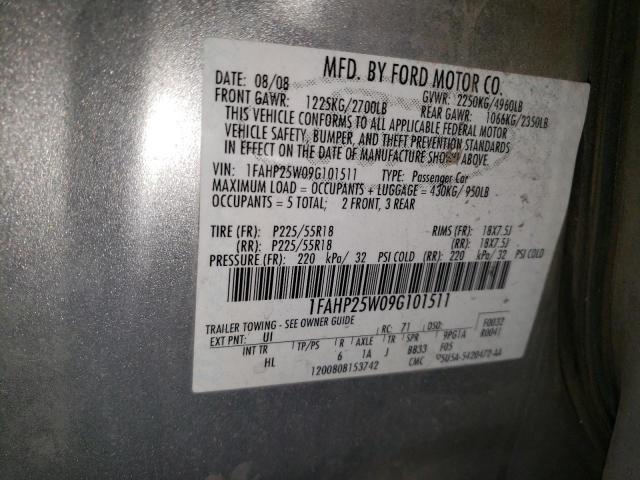 MFD. BY FORD MOTOR CO.
DATE: 08/08 GVWR: 2250KG/4960LB
FRONT GAWR: 1225KG/2700LB REAR GAWR: 1066KG/2350LB
THIS VEHICLE CONFORMS TO ALL APPLICABLE FEDERAL MOTOR
VEHICLE SAFETY, BUMPER, AND THEFT PREVENTION STANDARDS
IN EFFECT ON THE DATE OF MANUFACTURE SHOWN ABOVE.
VIN: 1FAHP25W09G101511 TYPE: Passenger Car
MAXIMUM LOAD = OCCUPANTS + LUGGAGE = 430KG/ 950LB
OCCUPANTS = 5 TOTAL; 2 FRONT, 3 REAR
TIRE (FR): P225/55R18 RIMS (FR): 18X7.5J
(RR): P225/55R18 (RR): 18X7.5J
PRESSURE (FR): 220 kPa/ 32 PSI COLD (RR): 220 kPa/ 32 PSI COLD
1FAHP25W09G101511
TRAILER TOWING - SEE OWNER GUIDE
EXT PNT: UI RC: 71 DSO: F0032
INT TR TP/PS R AXLE TR SPR 9PG1A R0041
HL 6 1A J BB33 F05
1200808153742 CMC